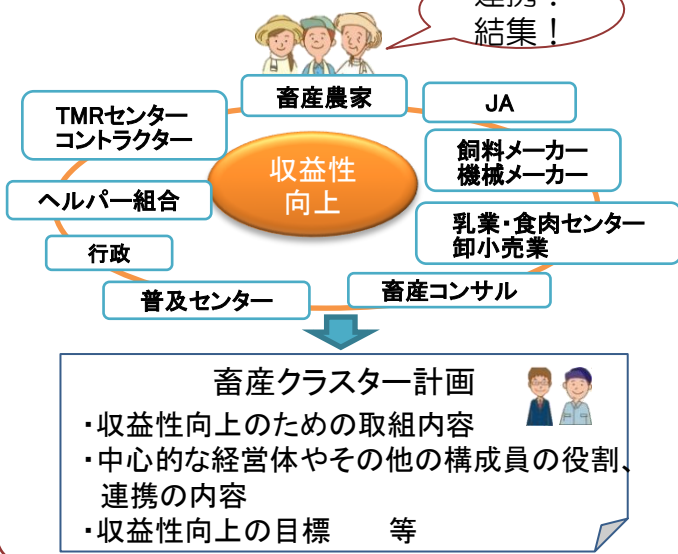 連携！
結集！
畜産農家
JA
TMRセンター
コントラクター
飼料メーカー
機械メーカー
収益性
向上
ヘルパー組合
乳業・食肉センター
卸小売業
行政
畜産コンサル
普及センター
畜産クラスター計画
・収益性向上のための取組内容
・中心的な経営体やその他の構成員の役割、
連携の内容
・収益性向上の目標　　等